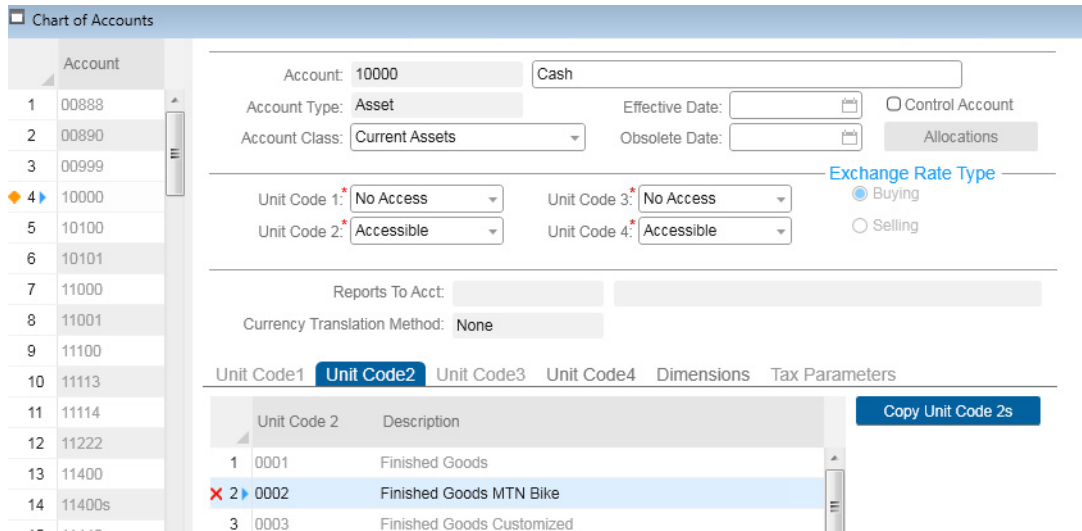 Chart of Accounts
Account
1 00888
2 00890
3 00999
4 10000
5 10100
6 10101
7 11000
8 11001
9 11100
10 11113
11 11114
12 11222
13 11400
14 11400s
Account: 10000 Cash
Account Type: Asset Effective Date: Control Account
Account Class: Current Assets Obsolete Date: Allocations
Exchange Rate Type
Unit Code 1:* No Access Unit Code 3:* No Access Buying
Unit Code 2:* Accessible Unit Code 4:* Accessible Selling
Reports To Acct:
Currency Translation Method: None
Unit Code1 Unit Code2 Unit Code3 Unit Code4 Dimensions Tax Parameters
Unit Code 2 Description Copy Unit Code 2s
1 0001 Finished Goods
2 0002 Finished Goods MTN Bike
3 0003 Finished Goods Customized